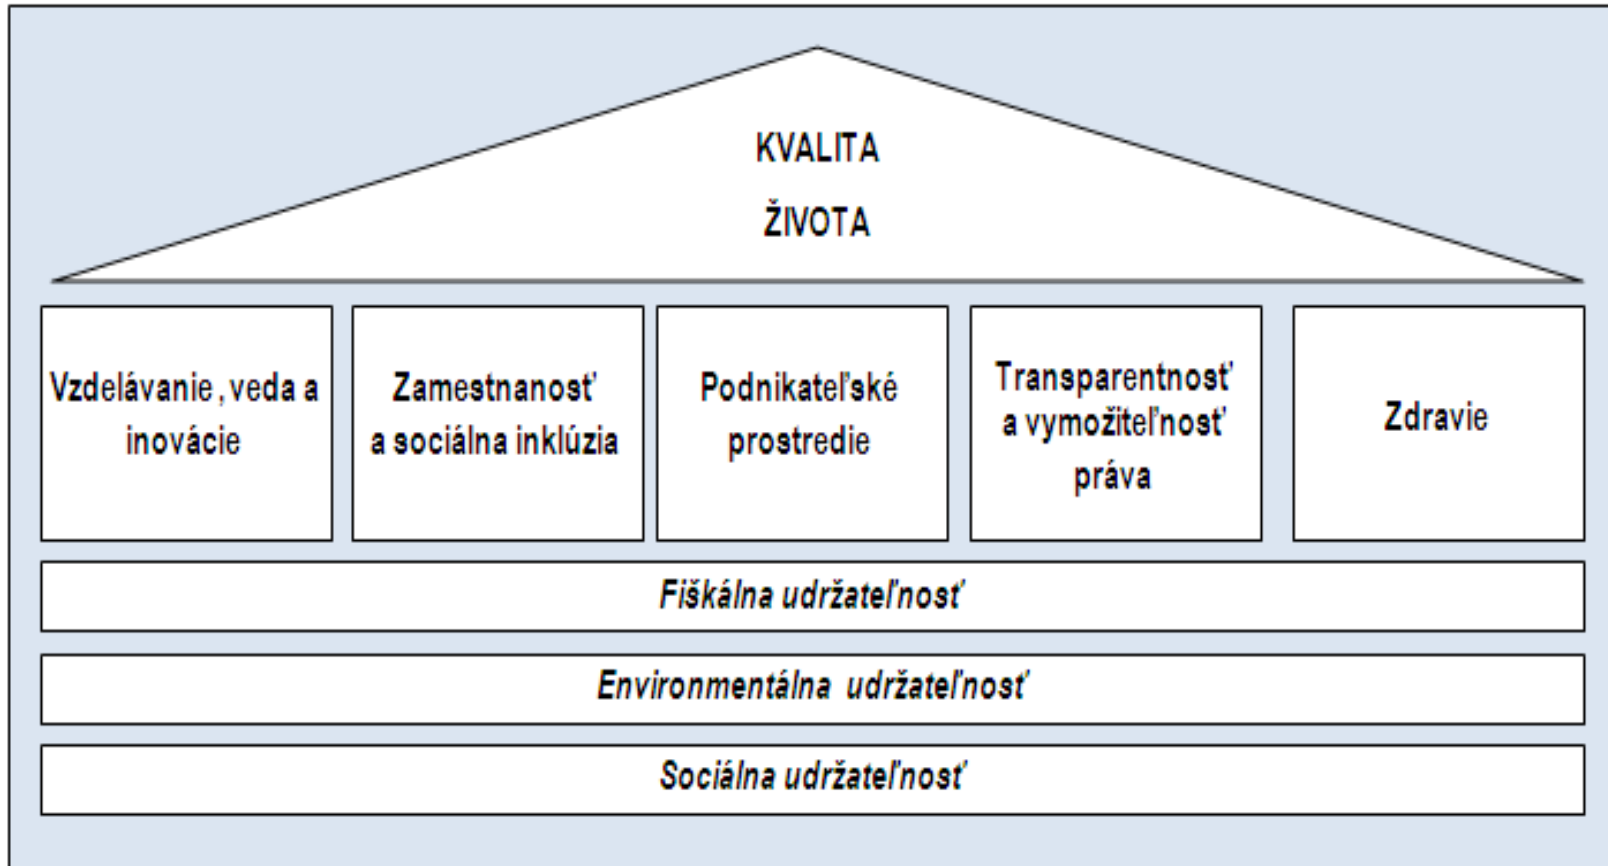 KVALITA
ŽIVOTA
Vzdelávanie, veda a
inovácie
Zamestnanosť
a sociálna inklúzia
Podnikateľské
prostredie
Transparentnosť
a vymožiteľnosť
práva
Zdravie
Fiškálna udržateľnosť
Environmentálna udržateľnosť
Sociálna udržateľnosť